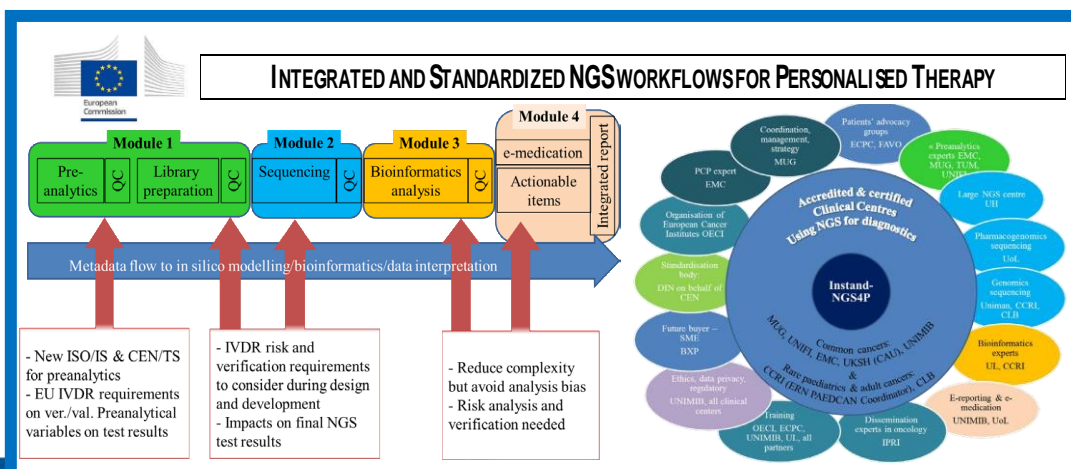 European
Commission
INTEGRATED AND STANDARDIZED NGS WORKFLOWS FOR PERSONALISED THERAPY
Module 1
Pre-
analytics
QC
Library
preparation
QC
Module 2
Sequencing
QC
Module 3
Bioinformatics
analysis
QC
Module 4
e-medication
Actionable
items
Integrated report
Metadata flow to in silico modelling/bioinformatics/data interpretation
- New ISO/IS & CEN/TS
for preanalytics
- EU IVDR requirements
on ver./val. Preanalytical
variables on test results
- IVDR risk and
verification requirements
to consider during design
and development
- Impacts on final NGS
test results
- Reduce complexity
but avoid analysis bias
- Risk analysis and
verification needed
Patients' advocacy
groups
ECPC, FAVO
« Preanalytics
experts EMC,
MUG, TUM,
UNIFI
Large NGS centre
UH
Pharmacogenomics
sequencing
UoL
Genomics
sequencing
Uniman, CCRI,
CLB
Bioinformatics
experts
UL, CCRI
E-reporting & e-
medication
UNIMIB, UoL
Dissemination
experts in oncology
IPRI
Training
OECI, ECPC,
UNIMIB, UL, all
partners
Ethics, data privacy,
regulatory
UNIMIB, all clinical
centers
Future buyer –
SME
BXP
Standardisation
body:
DIN on behalf of
CEN
Organisation of
European Cancer
Institutes OECI
PCP expert
EMC
Coordination,
management,
strategy
MUG
Accredited & certified
Clinical Centres
Using NGS for diagnostics
Instand-
NGS4P
Common cancers:
MUG, UNIFI, EMC, UKSH (CAU), UNIMIB
&
Rare paediatrics & adult cancers:
CCRI (ERN PAEDCAN Coordinator), CLB